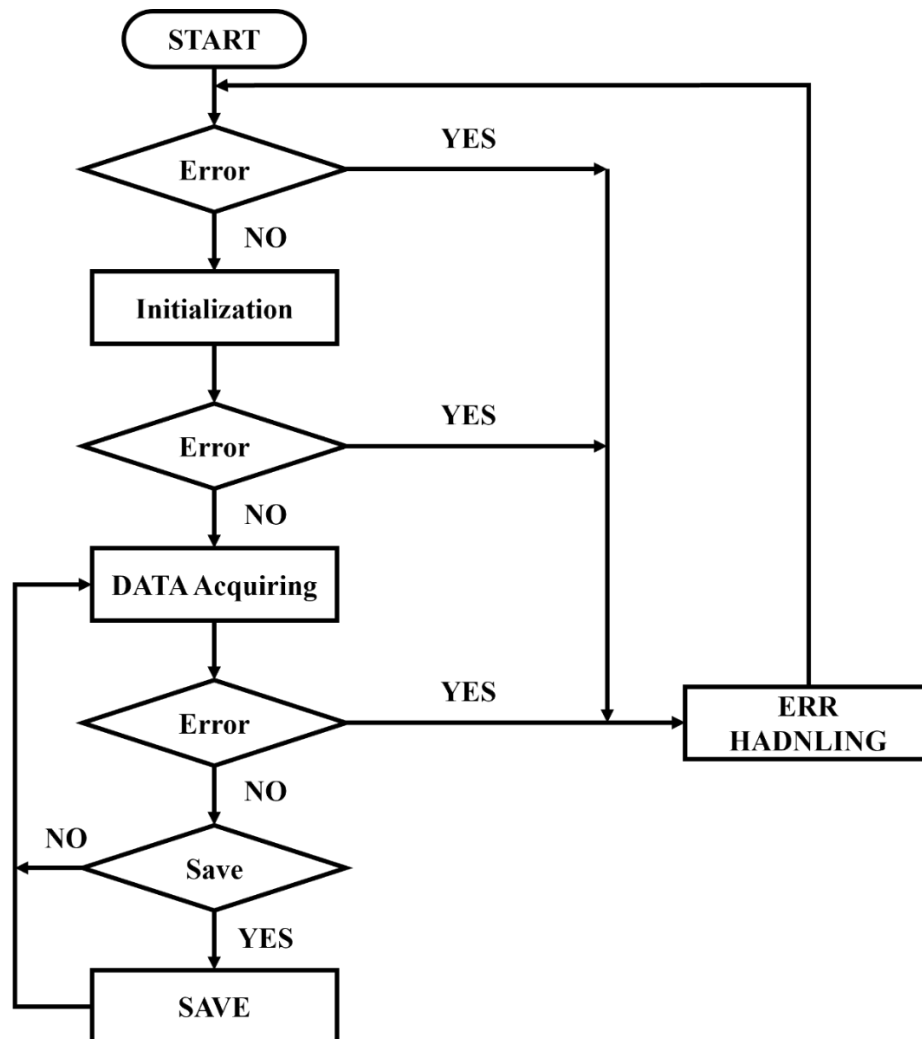 START
Error
YES
NO
Initialization
Error
YES
NO
DATA Acquiring
Error
YES
ERR
HADNLING
NO
NO
Save
YES
SAVE